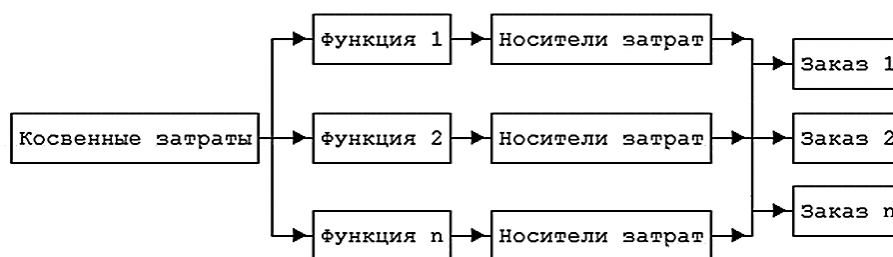 Функция 1
Носители затрат
Заказ 1
Косвенные затраты
Функция 2
Носители затрат
Заказ 2
Функция n
Носители затрат
Заказ n